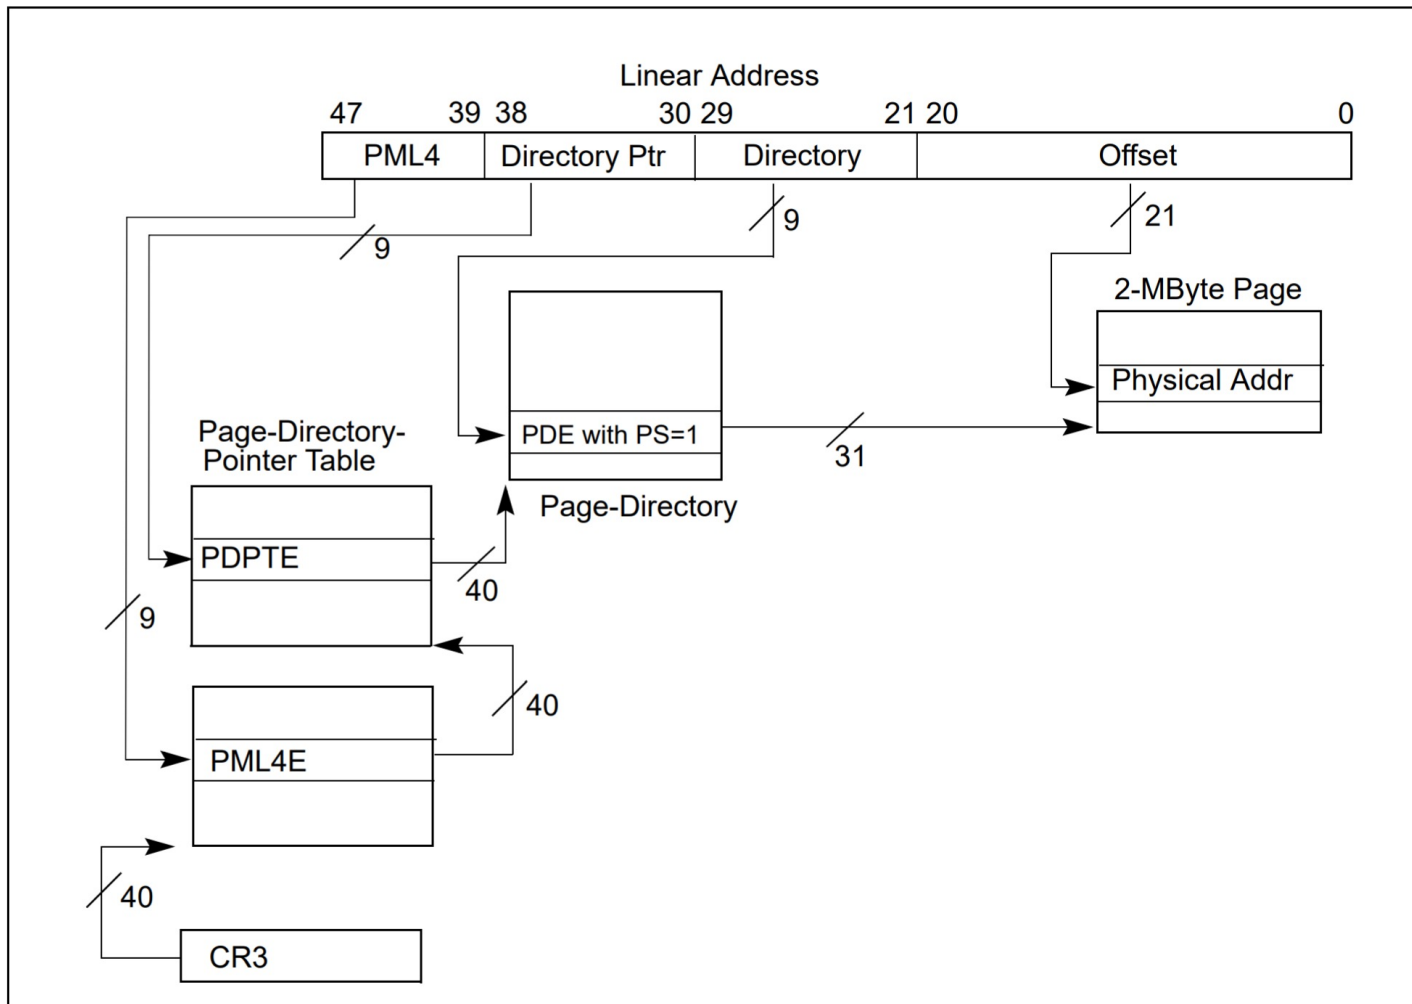 Linear Address
47 39 38 30 29 21 20 0
PML4 Directory Ptr Directory Offset
9
9
21
2-MByte Page
Physical Addr
PDE with PS=1
31
Page-Directory-
Pointer Table
Page-Directory
PDPTE
40
9
40
PML4E
40
CR3